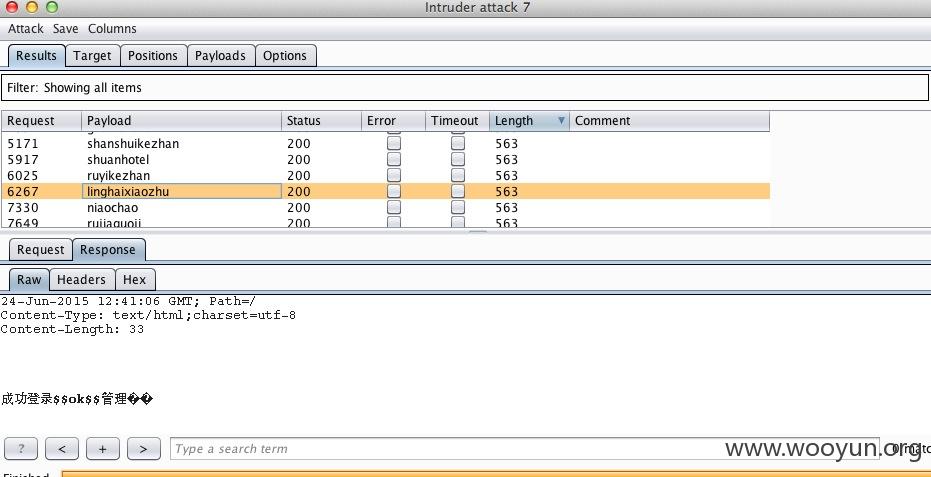 Intruder attack 7
Attack Save Columns
Results Target Positions Payloads Options
Filter: Showing all items
Request Payload Status Error Timeout Length ▼ Comment
5171 shanshuikezhan 200 563
5917 shuanhotel 200 563
6025 ruyikezhan 200 563
6267 linghaixiaozhu 200 563
7330 niaochao 200 563
7649 200 563
Request Response
Raw Headers Hex
24-Jun-2015 12:41:06 GMT; Path=/
Content-Type: text/html;charset=utf-8
Content-Length: 33
成功登录$$ok$$管理��
? < + > Type a search term
www.wooyun.org
Finished